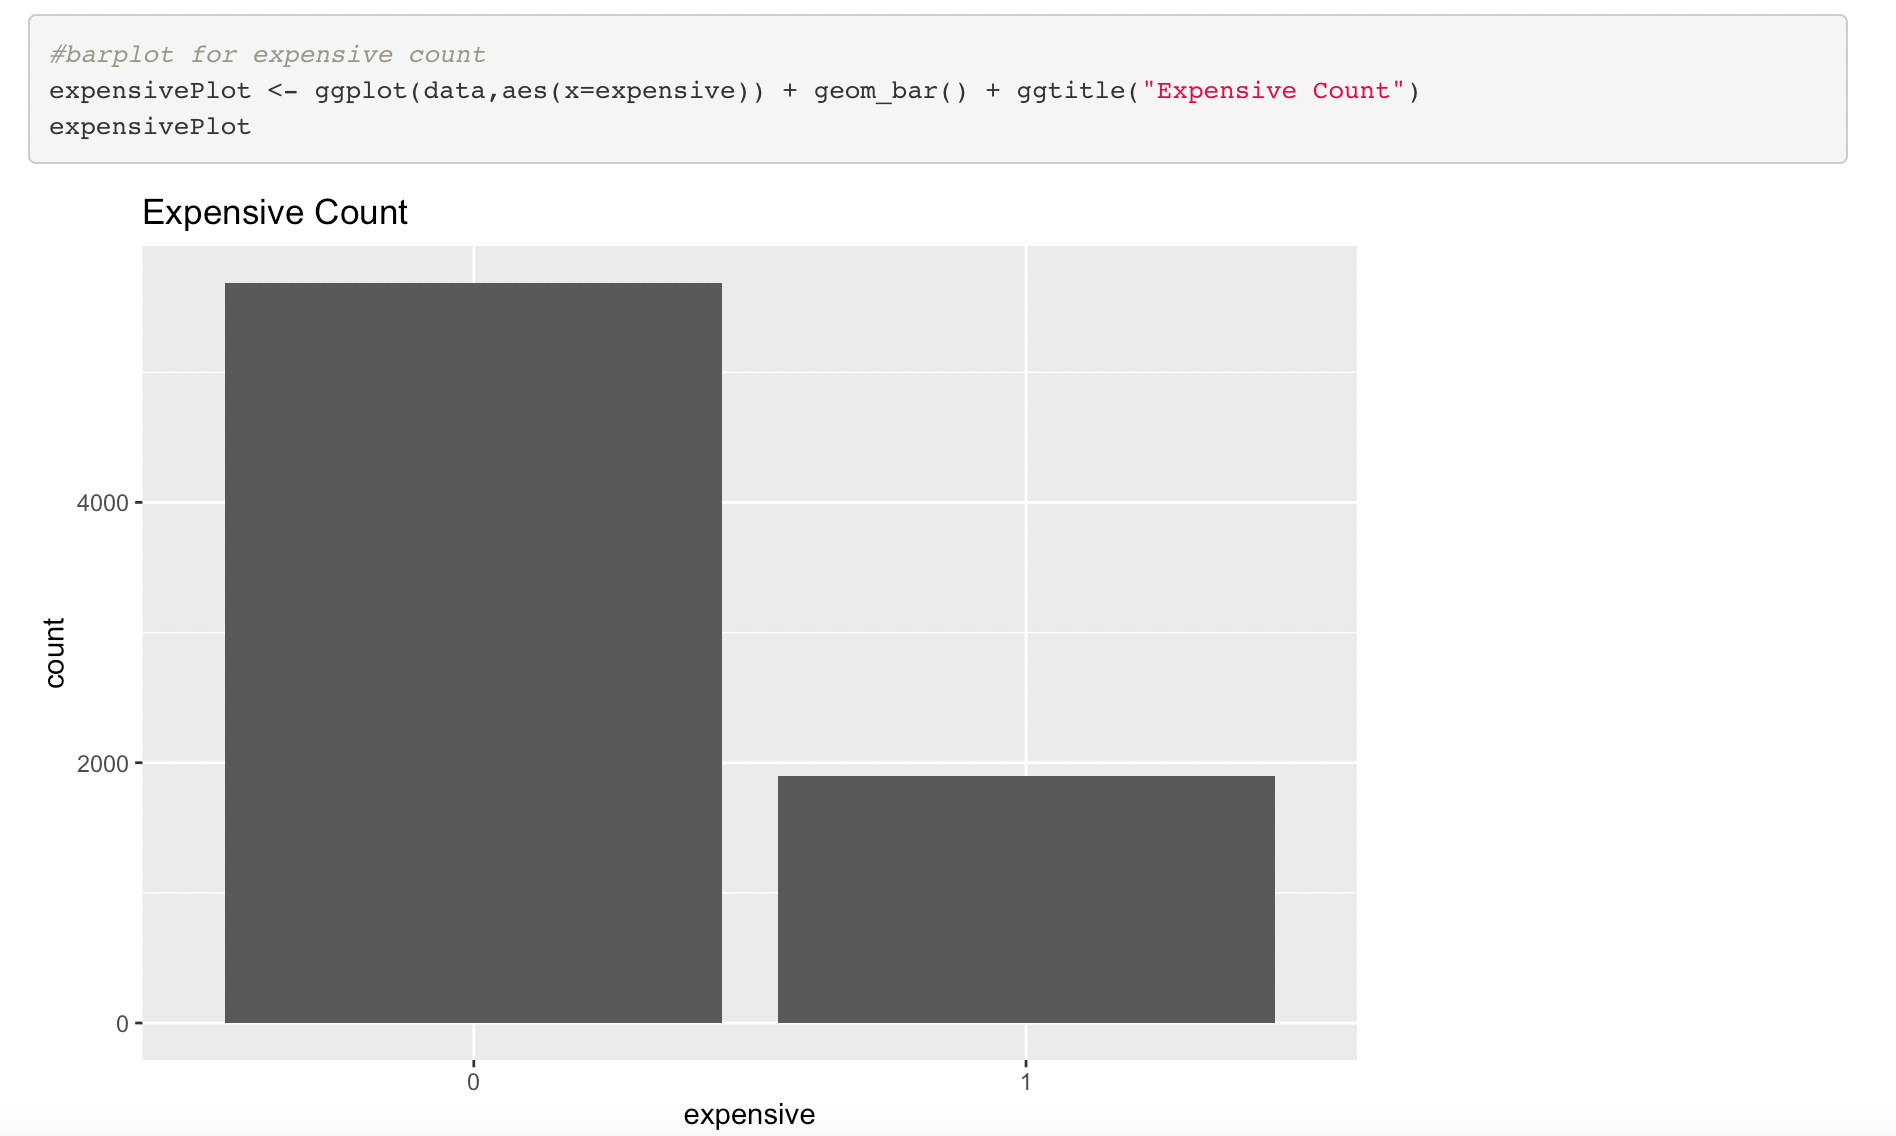 #barplot for expensive count
expensivePlot <- ggplot(data,aes(x=expensive)) + geom_bar() + ggtitle("Expensive Count")
expensivePlot
Expensive Count
4000
2000
0
count
0 1
expensive